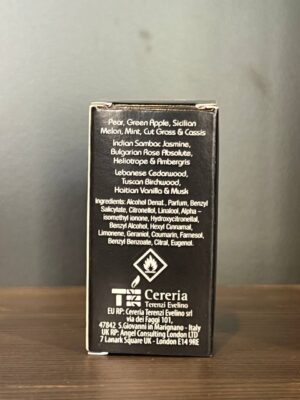 Pear, Green Apple, Sicilian
Melon, Mint, Cut Grass & Cassis
Indian Sambac Jasmine,
Bulgarian Rose Absolute,
Heliotrope & Ambergris
Lebanese Cedarwood,
Tuscan Birchwood,
Haitian Vanilla & Musk
Ingredients: Alcohol Denat., Parfum, Benzyl
Salicylate, Citronellol, Linalool, Alpha -
isomethyl ionone, Hydroxycitronellal,
Benzyl Alcohol, Hexyl Cinnamal,
Limonene, Geraniol, Coumarin, Farnesol,
Benzyl Benzoate, Citral, Eugenol.
Cereria
Terenzi Evelino
EU RP: Cereria Terenzi Evelino srl
via dei Faggi 101,
47842 S.Giovanni in Marignano - Italy
UK RP: Angel Consulting London LTD
7 Lanark Square UK - London E14 9RE